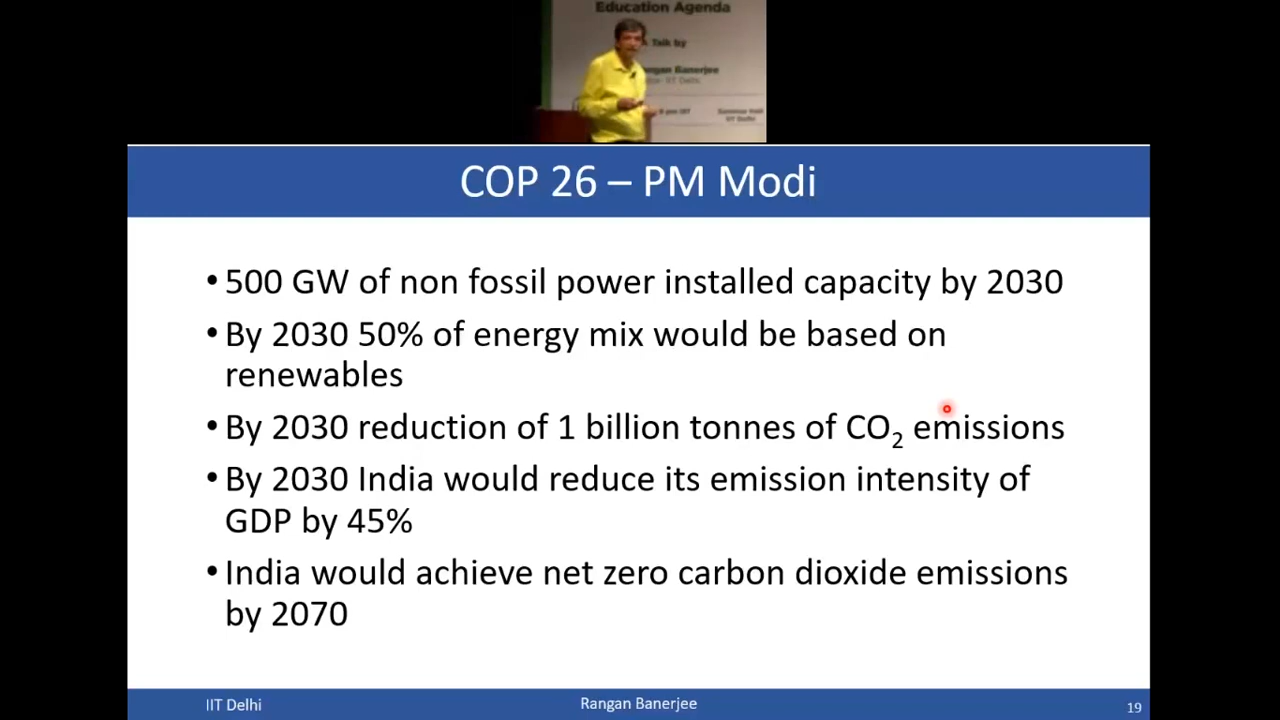 Education Agenda
Talk by
Rangan Banerjee
IIT Delhi
COP 26 – PM Modi
• 500 GW of non fossil power installed capacity by 2030
• By 2030 50% of energy mix would be based on
renewables
• By 2030 reduction of 1 billion tonnes of CO₂ emissions
• By 2030 India would reduce its emission intensity of
GDP by 45%
• India would achieve net zero carbon dioxide emissions
by 2070
IIT Delhi
Rangan Banerjee
19